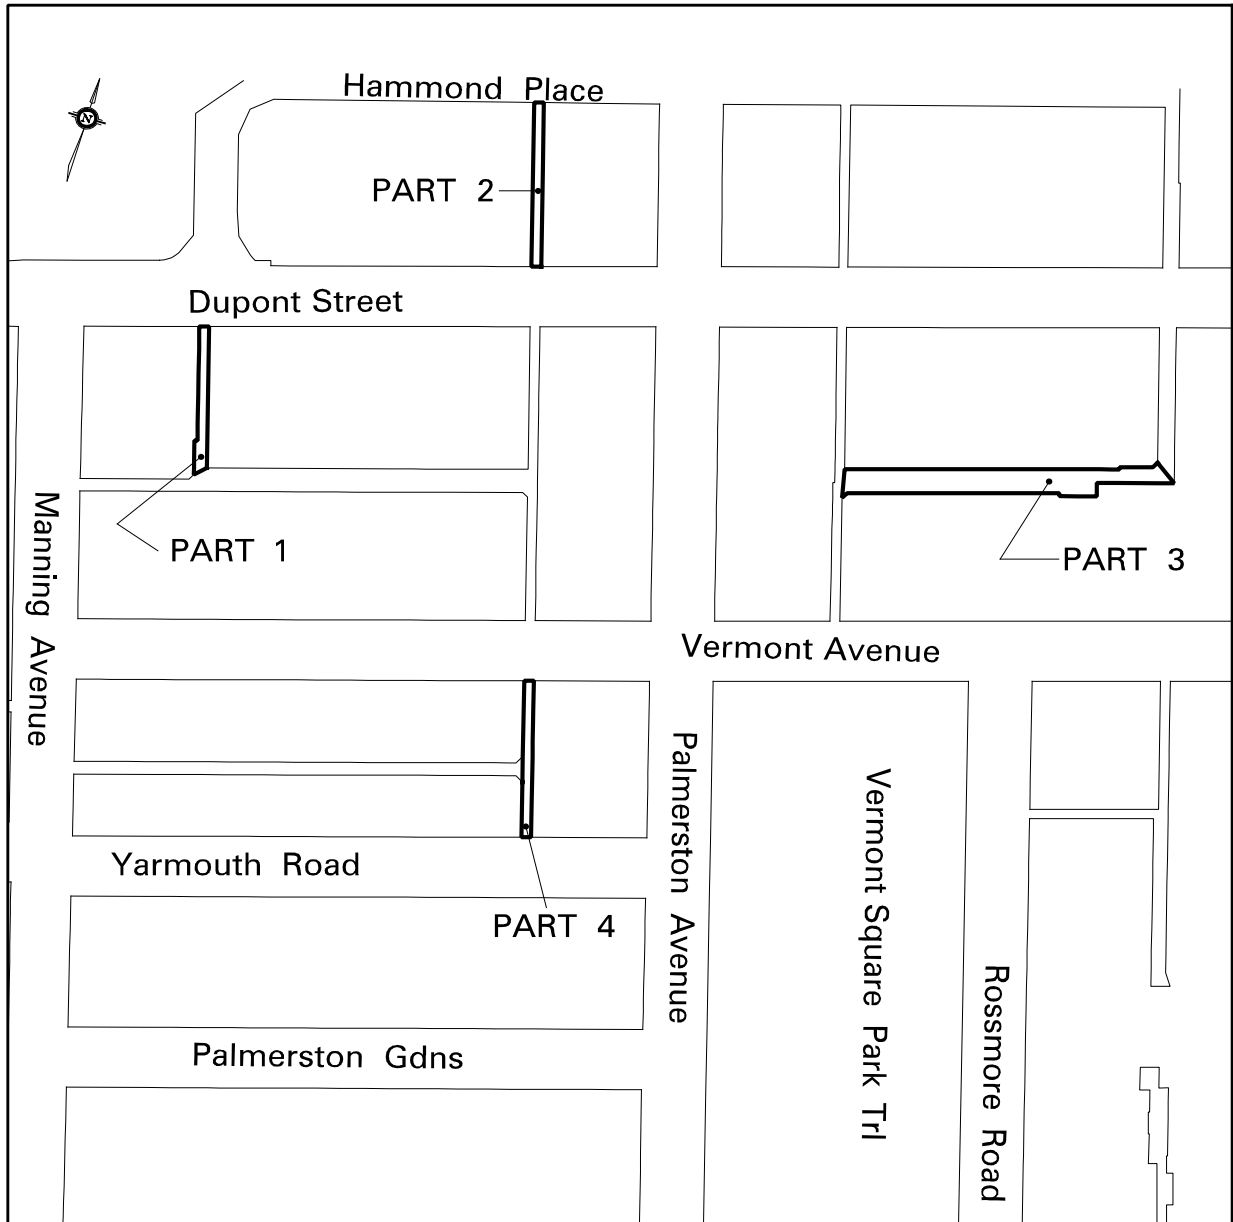 Hammond Place
N
PART 2
Dupont Street
Manning Avenue
PART 1
PART 3
Vermont Avenue
Palmerston Avenue
Vermont Square Park Trl
Yarmouth Road
PART 4
Rossmore Road
Palmerston Gdns